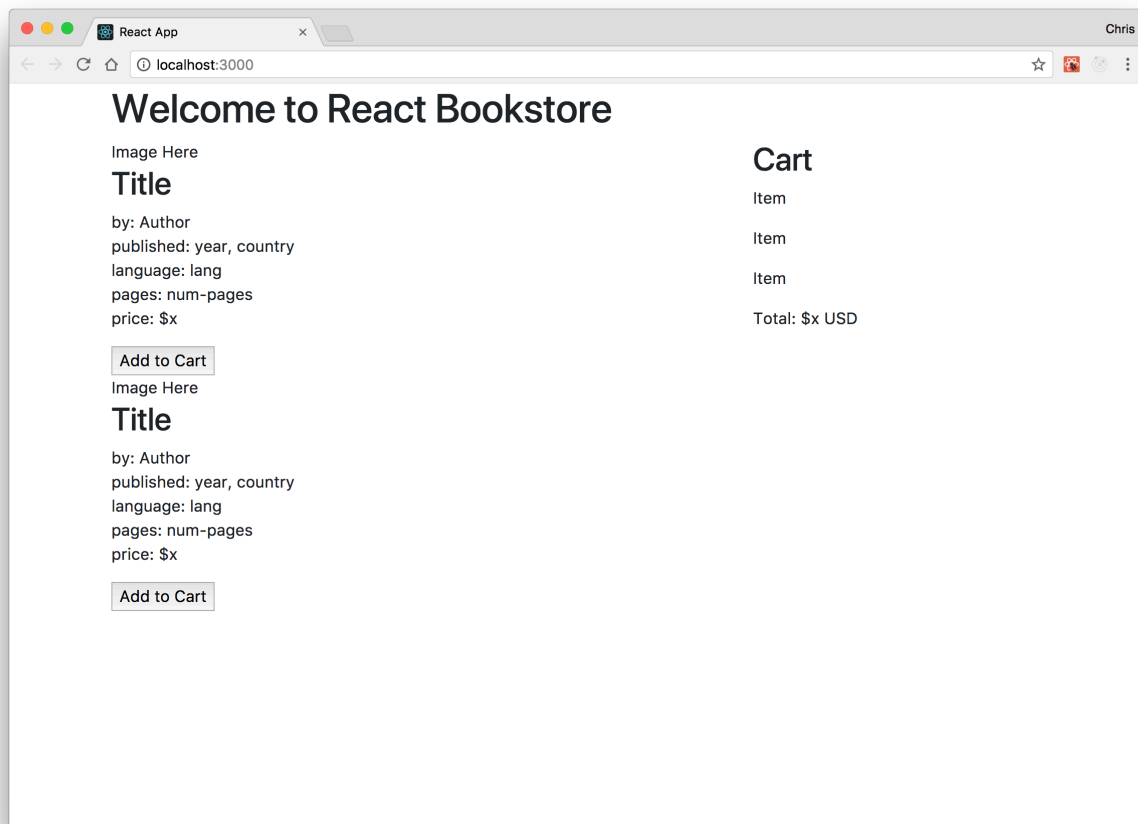 React App
Chris
localhost:3000
Welcome to React Bookstore
Image Here
Title
by: Author
published: year, country
language: lang
pages: num-pages
price: $x
Add to Cart
Image Here
Title
by: Author
published: year, country
language: lang
pages: num-pages
price: $x
Add to Cart
Cart
Item
Item
Item
Total: $x USD